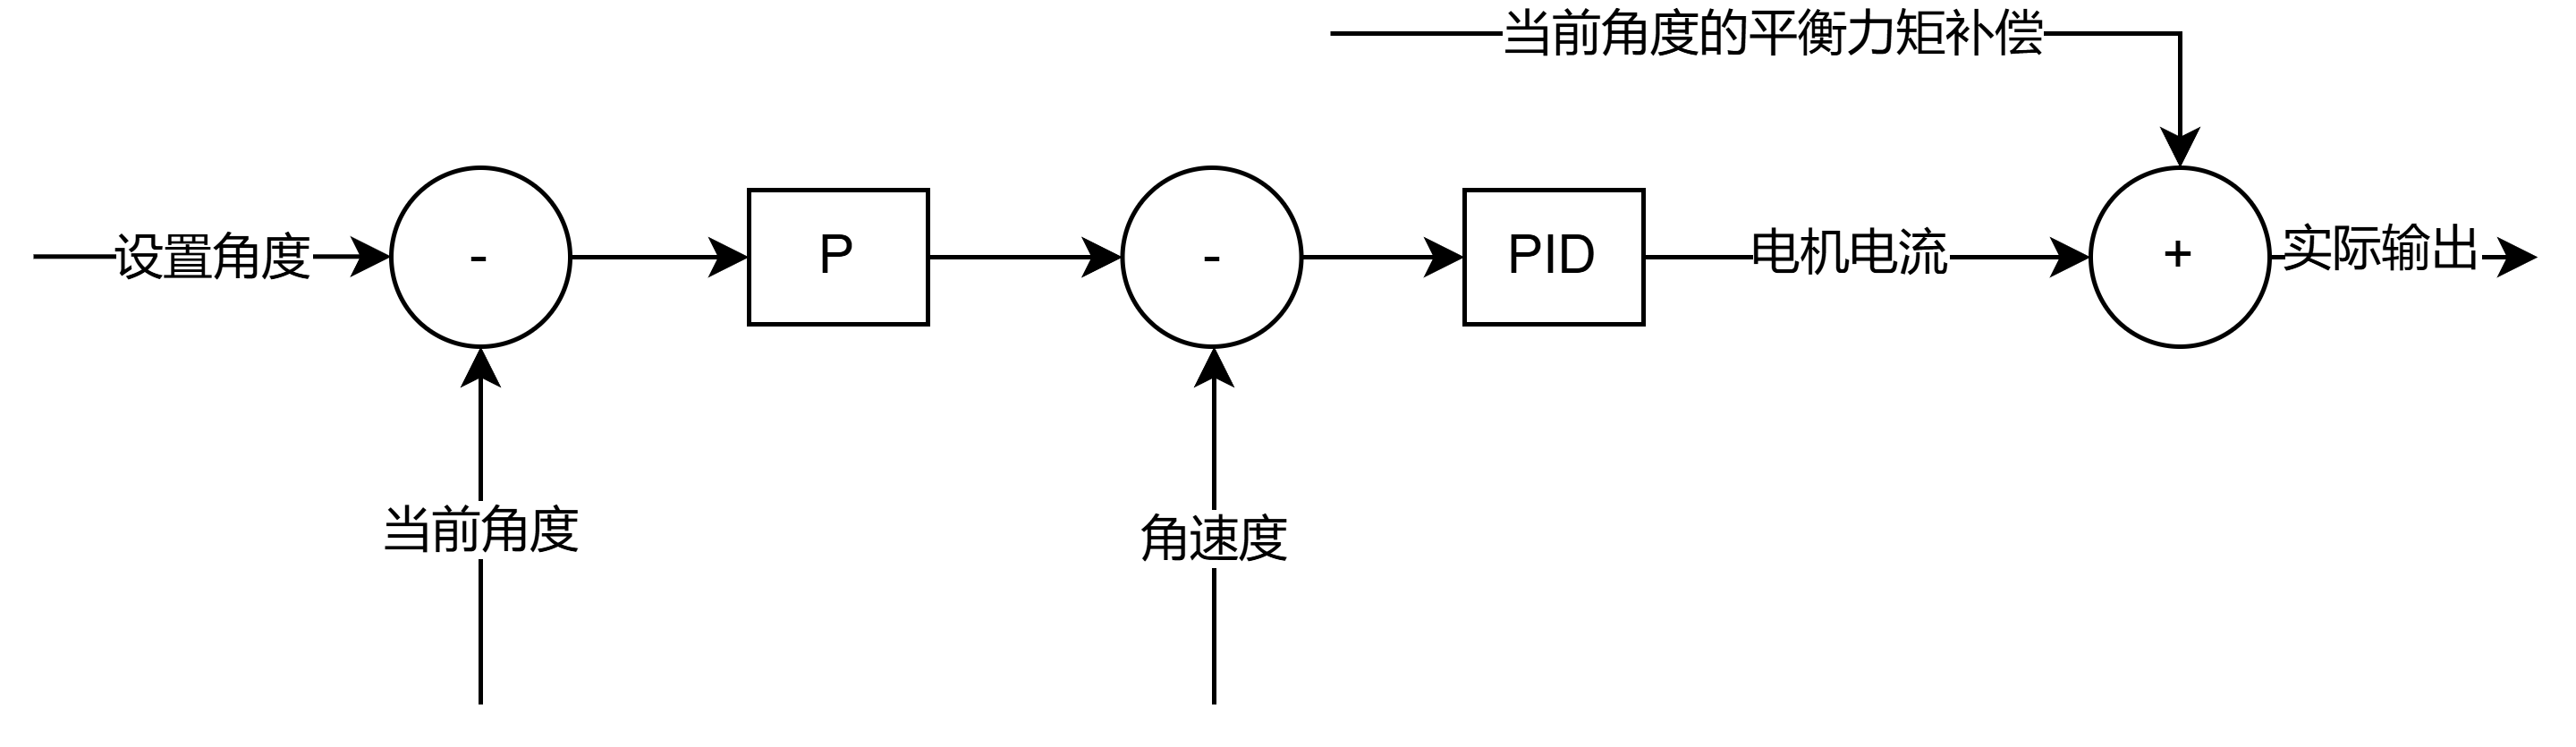 当前角度的平衡力矩补偿
设置角度
-
P
-
PID
电机电流
+
实际输出
当前角度
角速度